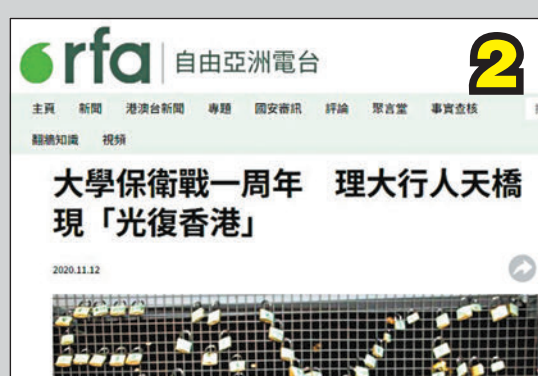 rfa 自由亞洲電台
2
主頁 新聞 港澳台新聞 專題 國安審訊 評論 眾言堂 事實查核
翻牆知識 視頻
大學保衛戰一周年 理大行人天橋
現「光復香港」
2020.11.12